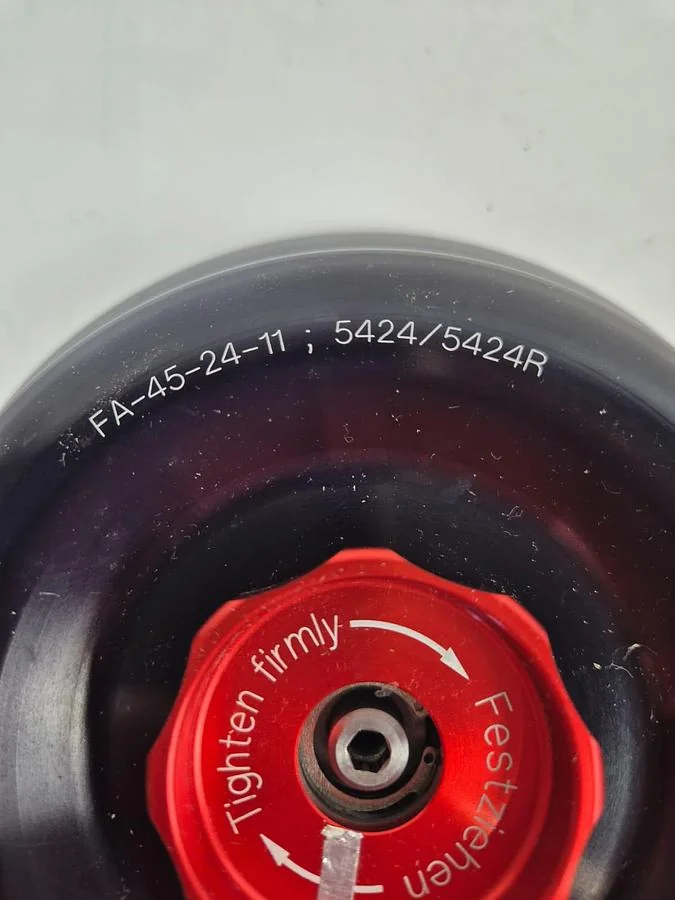 FA-45-24-11 ; 5424/5424R
Tighten firmly
Festziehen